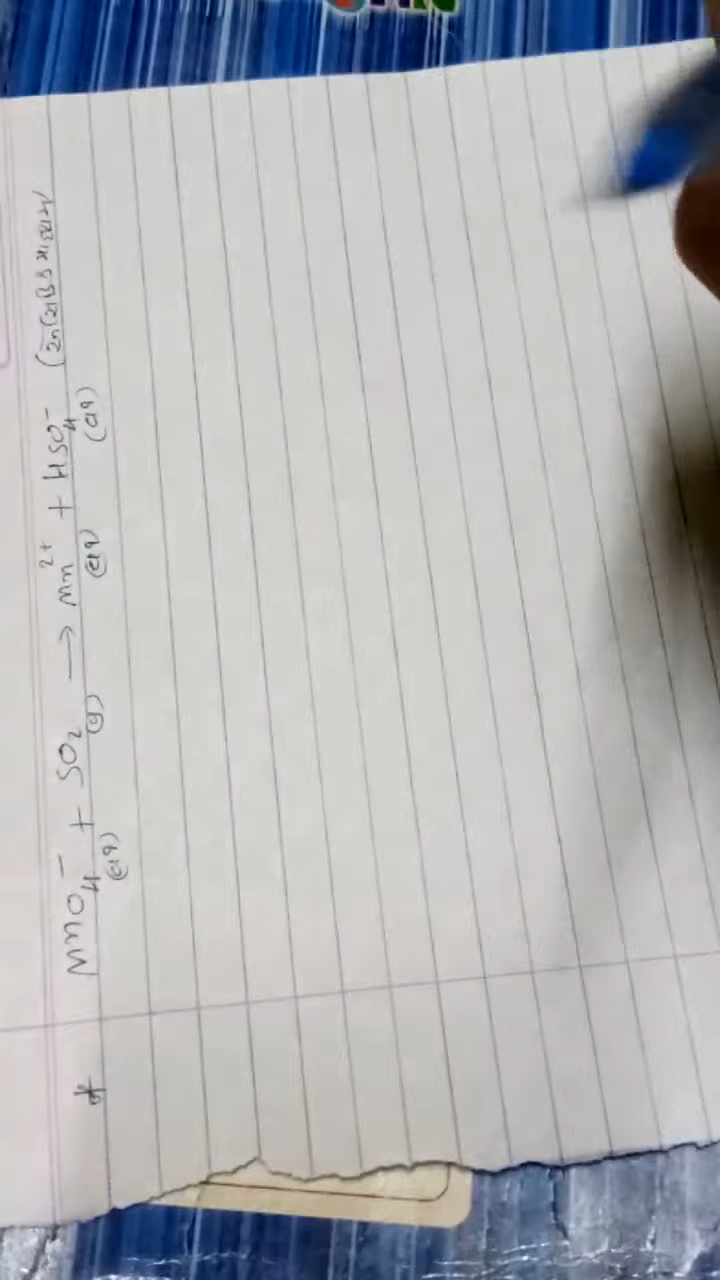 * MnO₄⁻(aq) + SO₂(g) → Mn²⁺(aq) + HSO₄⁻(aq)